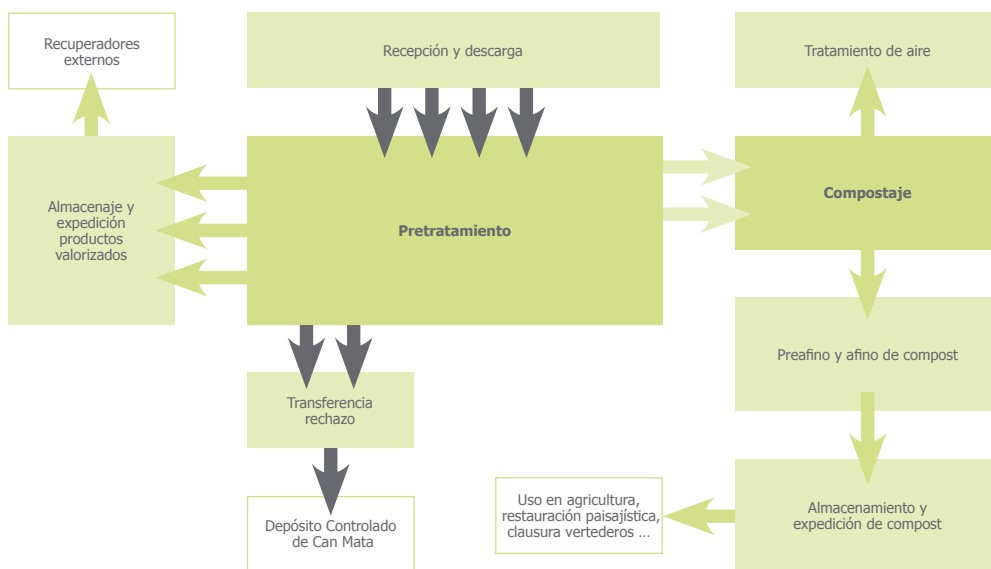 Recuperadores
externos
Recepción y descarga
Tratamiento de aire
Almacenaje y
expedición
productos
valorizados
Pretratamiento
Compostaje
Preafino y afino de compost
Transferencia
rechazo
Depósito Controlado
de Can Mata
Uso en agricultura,
restauración paisajística,
clausura vertederos ...
Almacenamiento y
expedición de compost